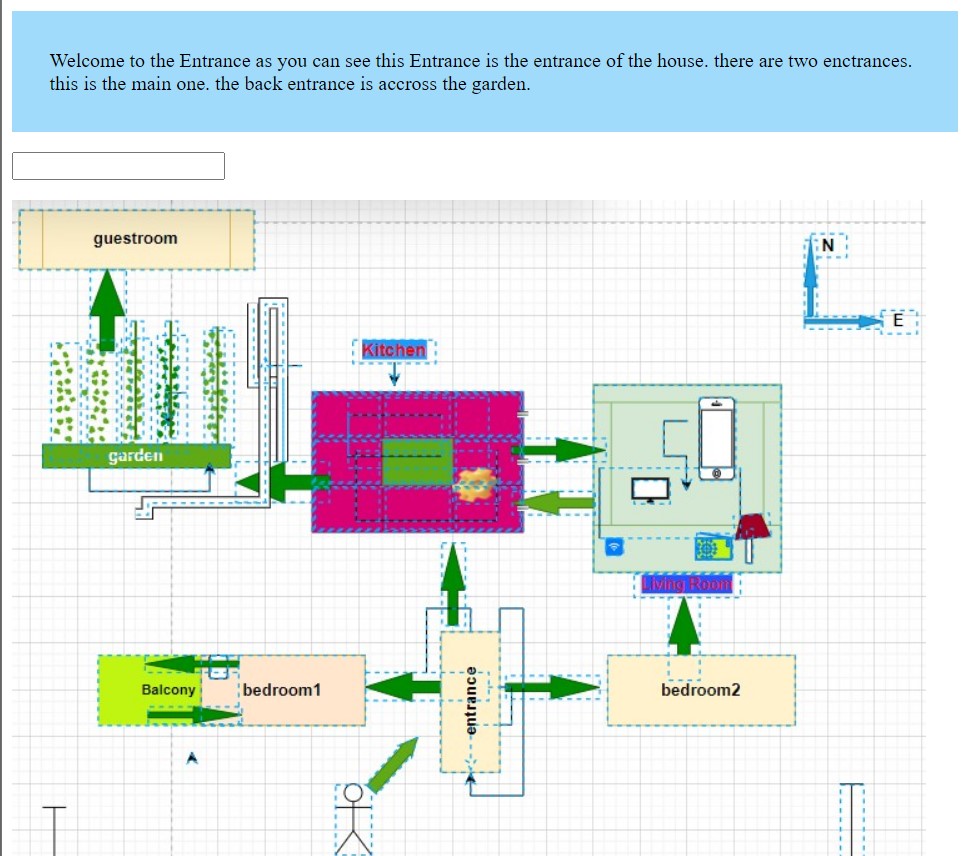 Welcome to the Entrance as you can see this Entrance is the entrance of the house. there are two enctrances.
this is the main one. the back entrance is accross the garden.
guestroom
N
E
Kitchen
garden
Living Room
Balcony
bedroom1
entrance
bedroom2